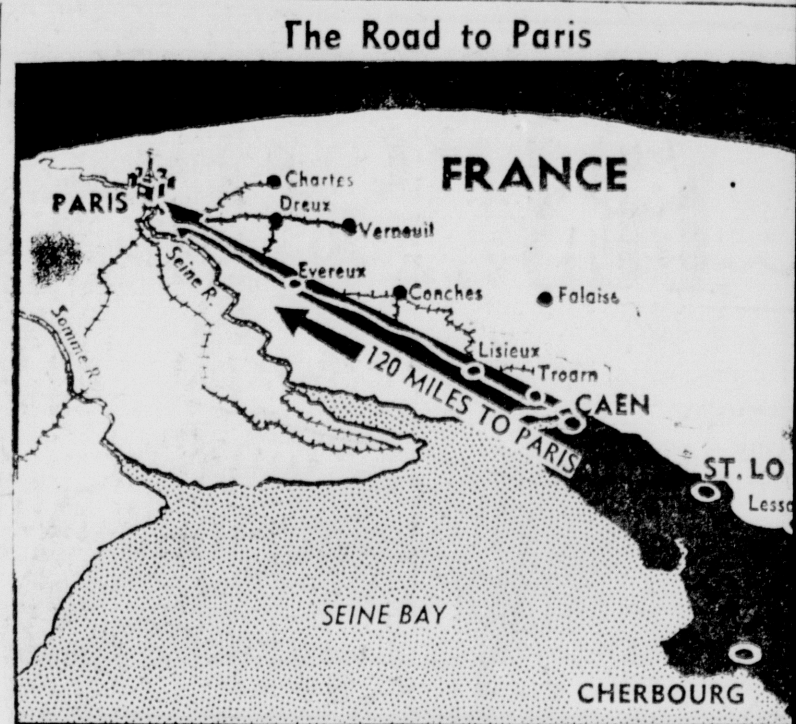 The Road to Paris
FRANCE
PARIS
Chartes
Dreux
Verneuil
Seine R.
Evereux
Conches
Falaise
Somme R.
Lisieux
Troarn
120 MILES TO PARIS
CAEN
ST. LO
Lessa
SEINE BAY
CHERBOURG